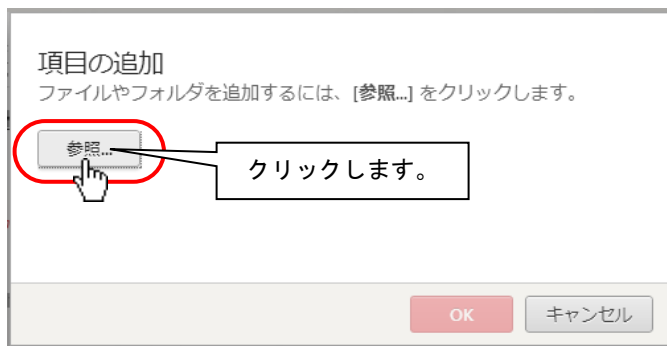 項目の追加
ファイルやフォルダを追加するには、[参照...] をクリックします。
参照...
クリックします。
OK
キャンセル